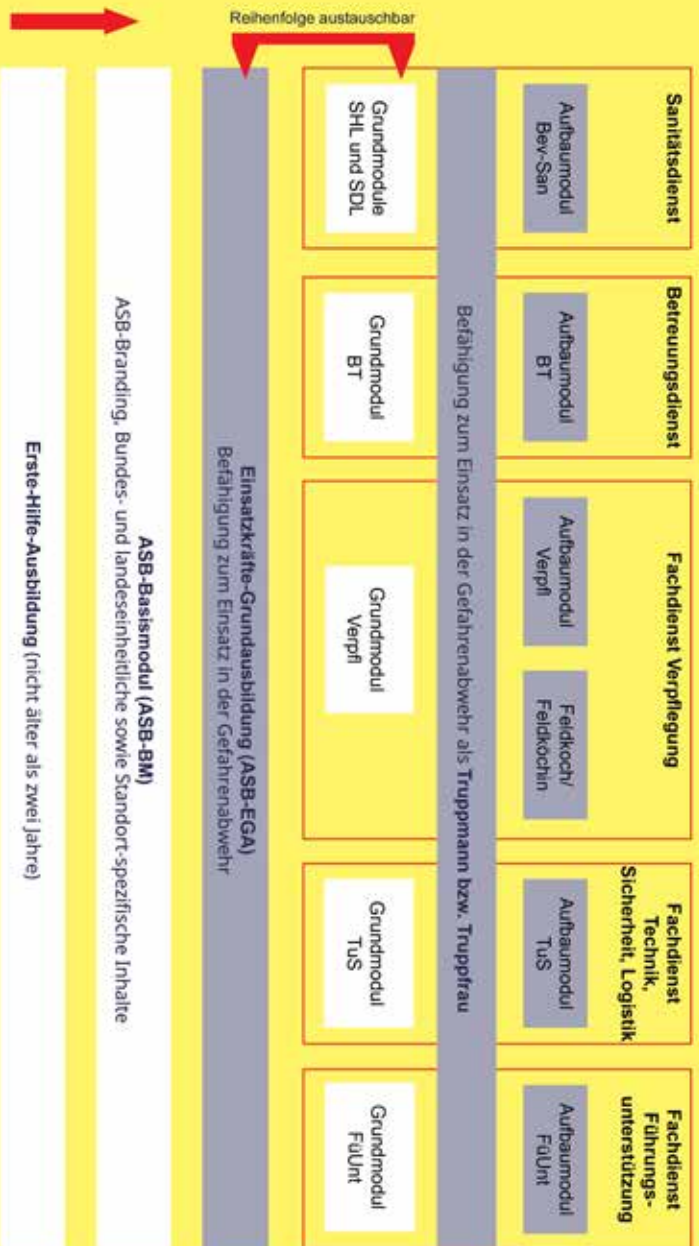 Sanitätsdienst
Betreuungsdienst
Fachdienst Verpflegung
Fachdienst
Technik,
Sicherheit, Logistik
Fachdienst
Führungs-
unterstützung
Aufbaumodul
Bev-San
Aufbaumodul
BT
Aufbaumodul
Verpfl
Feldkoch/
Feldköchin
Aufbaumodul
TuS
Aufbaumodul
FüUnt
Befähigung zum Einsatz in der Gefahrenabwehr als Truppmann bzw. Truppfrau
Reihenfolge austauschbar
Grundmodule
SHL und SDL
Grundmodul
BT
Grundmodul
Verpfl
Grundmodul
TuS
Grundmodul
FüUnt
Einsatzkräfte-Grundausbildung (ASB-EGA)
Befähigung zum Einsatz in der Gefahrenabwehr
ASB-Basismodul (ASB-BM)
ASB-Branding, Bundes- und landeseinheitliche sowie Standort-spezifische Inhalte
Erste-Hilfe-Ausbildung (nicht älter als zwei Jahre)